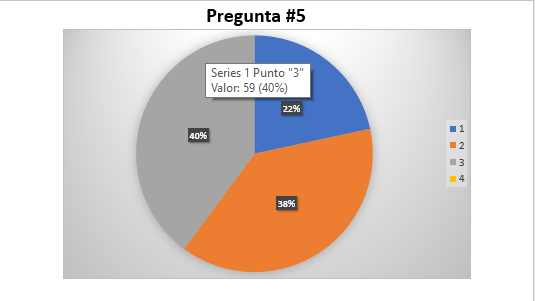 Pregunta #5
Series 1 Punto "3"
Valor: 59 (40%)
22%
40%
38%
1
2
3
4